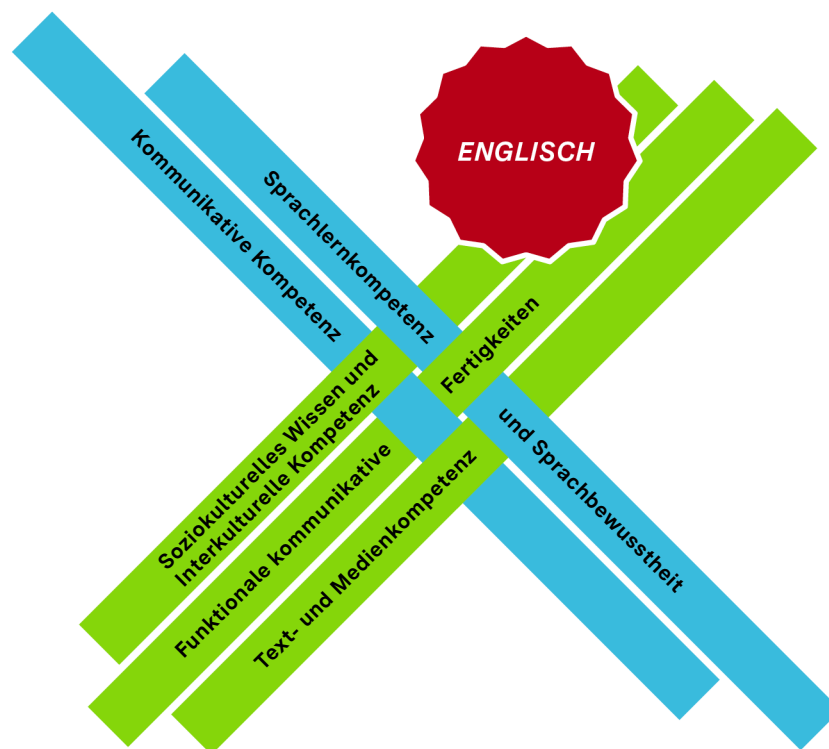 ENGLISCH
Kommunikative Kompetenz
Sprachlernkompetenz
und Sprachbewusstheit
Soziokulturelles Wissen und
Interkulturelle Kompetenz
Funktionale kommunikative
Fertigkeiten
Text- und Medienkompetenz